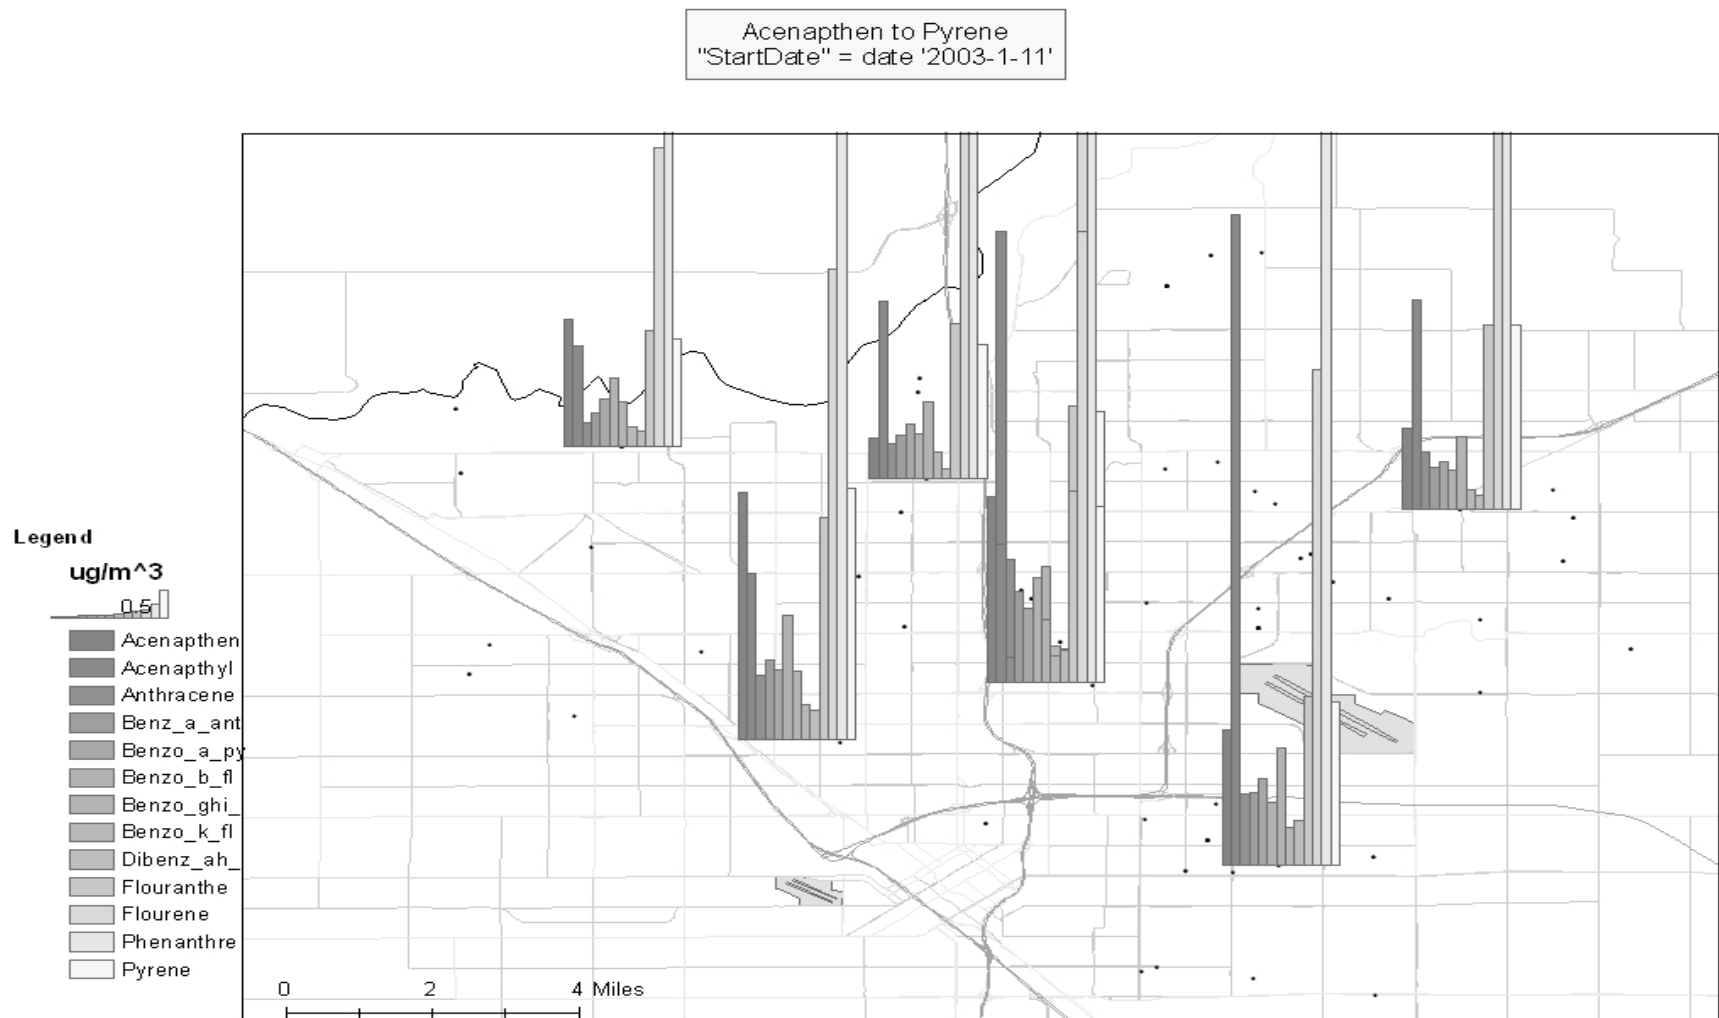 Acenapthen to Pyrene
"StartDate" = date '2003-1-11'
Legend
ug/m^3
0.5
Acenapthen
Acenapthyl
Anthracene
Benz_a_ant
Benzo_a_py
Benzo_b_fl
Benzo_ghi_
Benzo_k_fl
Dibenz_ah_
Flouranthe
Flourene
Phenanthre
Pyrene
0 2 4 Miles